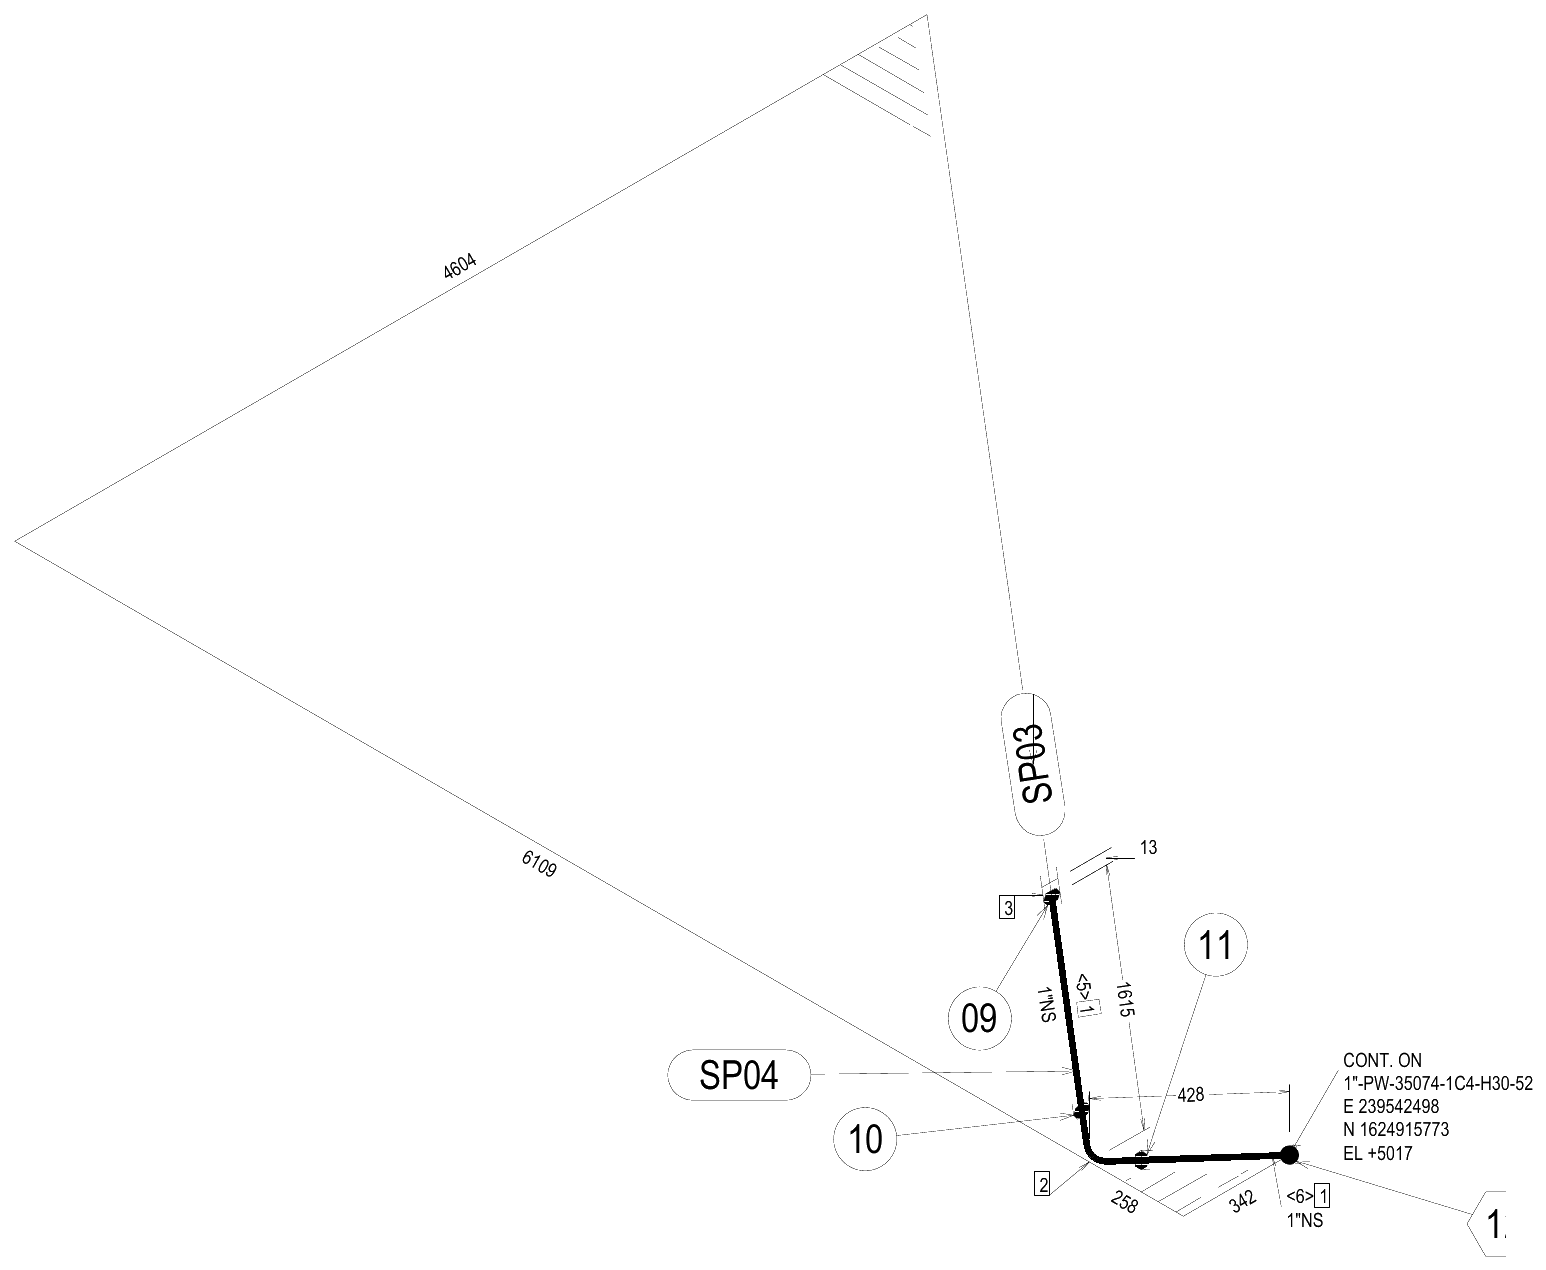 4604
6109
SP03
13
3
11
<5> 1
1"NS
1615
09
SP04
428
10
CONT. ON
1"-PW-35074-1C4-H30-52
E 239542498
N 1624915773
EL +5017
2
258
342
<6> 1
1"NS